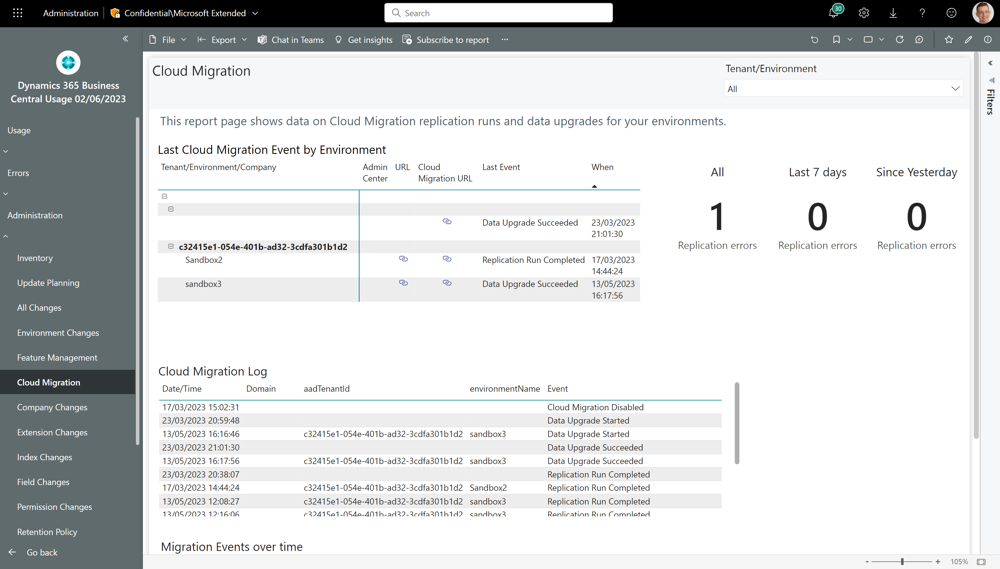 Administration
Confidential\Microsoft Extended
Search
30
File
Export
Chat in Teams
Get insights
Subscribe to report
Dynamics 365 Business
Central Usage 02/06/2023
Usage
Errors
Administration
Inventory
Update Planning
All Changes
Environment Changes
Feature Management
Cloud Migration
Company Changes
Extension Changes
Index Changes
Field Changes
Permission Changes
Retention Policy
Go back
Cloud Migration
Tenant/Environment
All
Filters
This report page shows data on Cloud Migration replication runs and data upgrades for your environments.
Last Cloud Migration Event by Environment
Tenant/Environment/Company Admin Center URL Cloud Migration URL Last Event When
Data Upgrade Succeeded 23/03/2023 21:01:30
c32415e1-054e-401b-ad32-3cdfa301b1d2
Sandbox2 Replication Run Completed 17/03/2023 14:44:24
sandbox3 Data Upgrade Succeeded 13/05/2023 16:17:56
All Last 7 days Since Yesterday
1 0 0
Replication errors Replication errors Replication errors
Cloud Migration Log
Date/Time Domain aadTenantId environmentName Event
17/03/2023 15:02:31 Cloud Migration Disabled
23/03/2023 20:59:48 Data Upgrade Started
13/05/2023 16:16:46 c32415e1-054e-401b-ad32-3cdfa301b1d2 sandbox3 Data Upgrade Started
23/03/2023 21:01:30 Data Upgrade Succeeded
13/05/2023 16:17:56 c32415e1-054e-401b-ad32-3cdfa301b1d2 sandbox3 Data Upgrade Succeeded
23/03/2023 20:38:07 Replication Run Completed
17/03/2023 14:44:24 c32415e1-054e-401b-ad32-3cdfa301b1d2 Sandbox2 Replication Run Completed
13/05/2023 12:08:27 c32415e1-054e-401b-ad32-3cdfa301b1d2 sandbox3 Replication Run Completed
13/05/2023 12:16:06 c32415e1-054e-401b-ad32-3cdfa301b1d2 sandbox3 Replication Run Completed
Migration Events over time
- + 105%